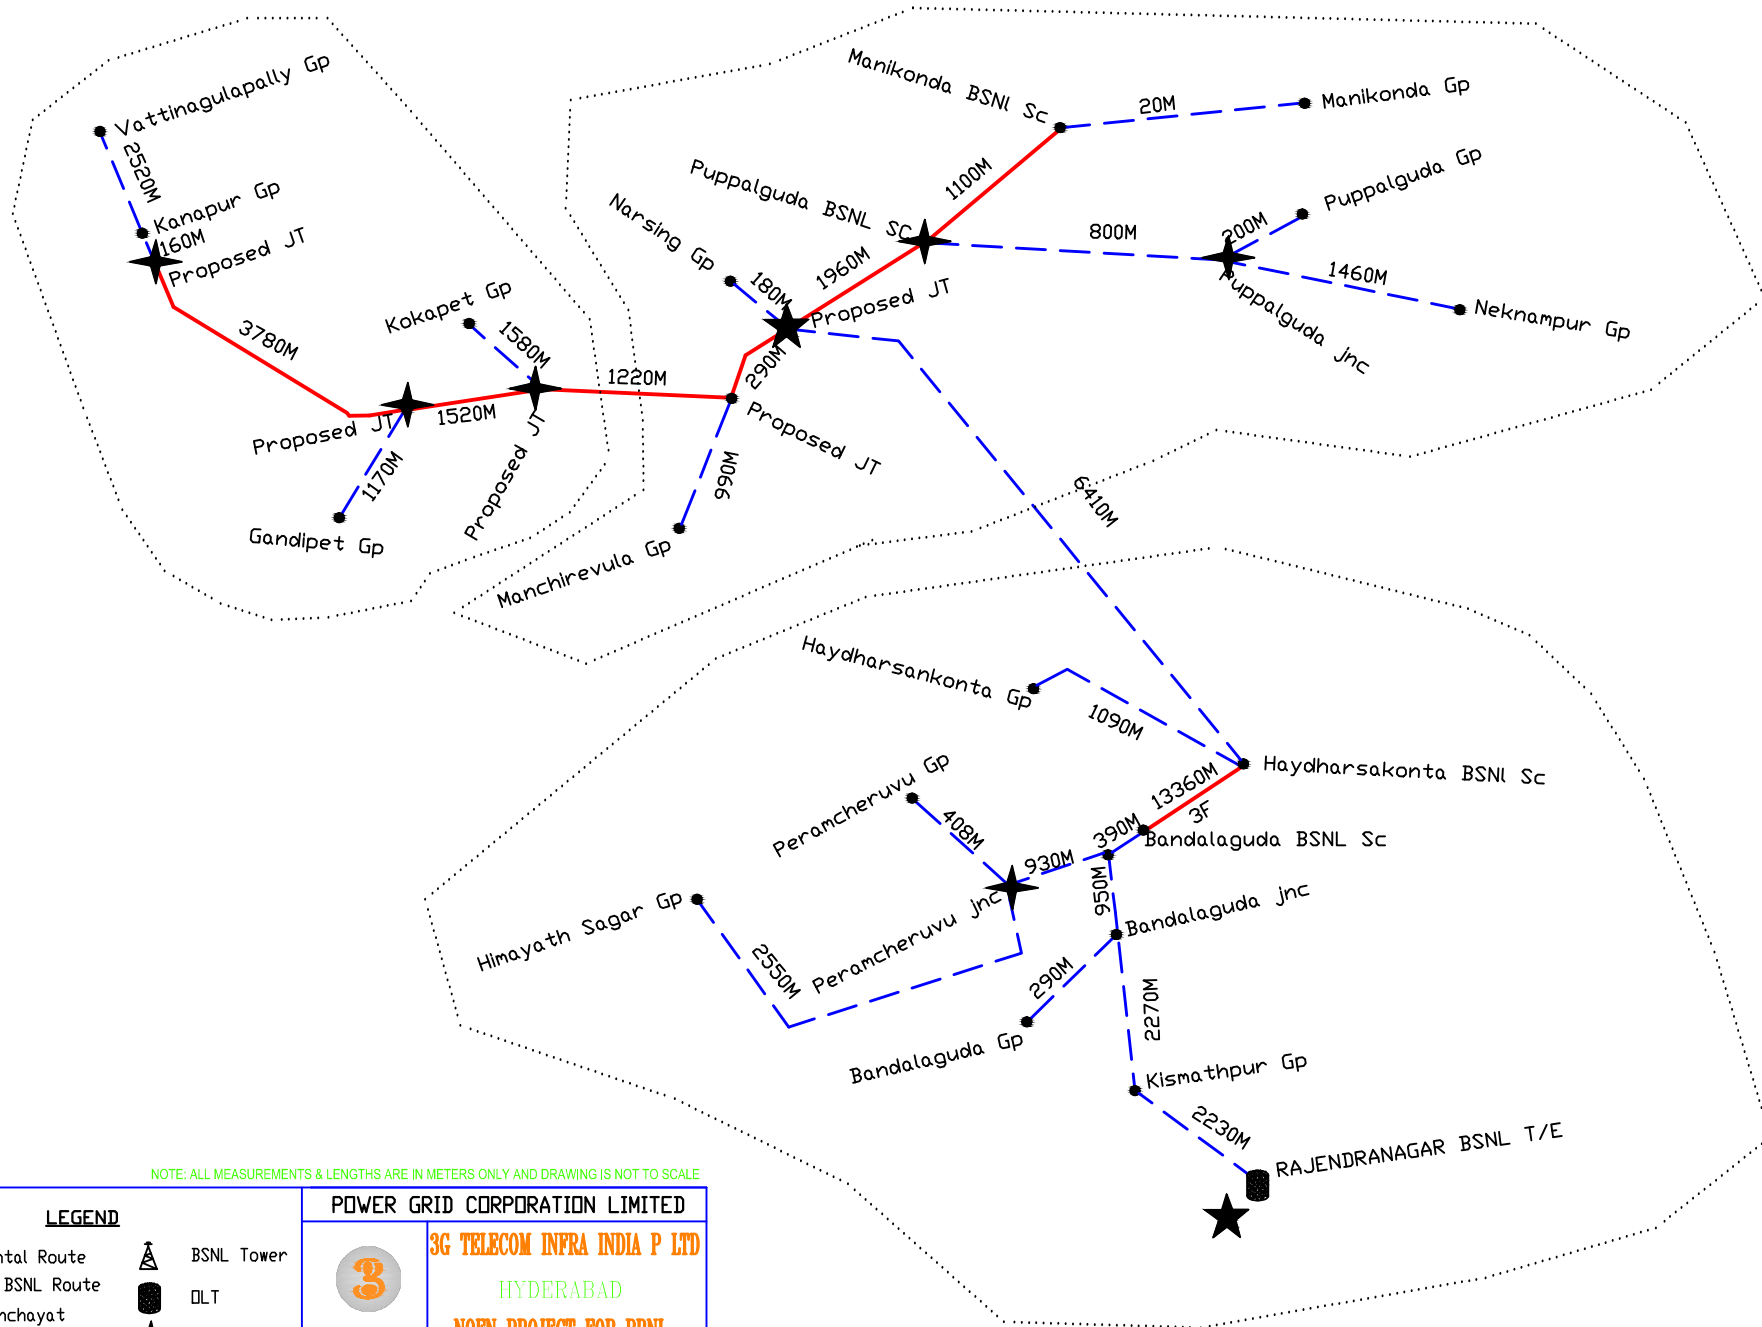 Vattinagulapally Gp
2520M
Kanapur Gp
160M
Proposed JT
3780M
Kokapet Gp
1580M
Proposed JT
1520M
1170M
Gandipet Gp
Proposed JT
1220M
Manikonda BSNl Sc
20M
Manikonda Gp
1100M
Puppalguda BSNL SC
Puppalguda Gp
200M
800M
Puppalguda jnc
1460M
Neknampur Gp
Narsing Gp
180M
1960M
Proposed JT
290M
Proposed JT
990M
Manchirevula Gp
6410M
Haydharsankonta Gp
1090M
Haydharsakonta BSNl Sc
13360M
3F
Peramcheruvu Gp
408M
390M
Bandalaguda BSNL Sc
930M
950M
Peramcheruvu jnc
Bandalaguda jnc
Himayath Sagar Gp
2550M
290M
Bandalaguda Gp
2270M
Kismathpur Gp
2230M
RAJENDRANAGAR BSNL T/E
NOTE: ALL MEASUREMENTS & LENGTHS ARE IN METERS ONLY AND DRAWING IS NOT TO SCALE
LEGEND
BSNL Tower
BSNL Route
OLT
POWER GRID CORPORATION LIMITED
3
3G TELECOM INFRA INDIA P LTD
HYDERABAD